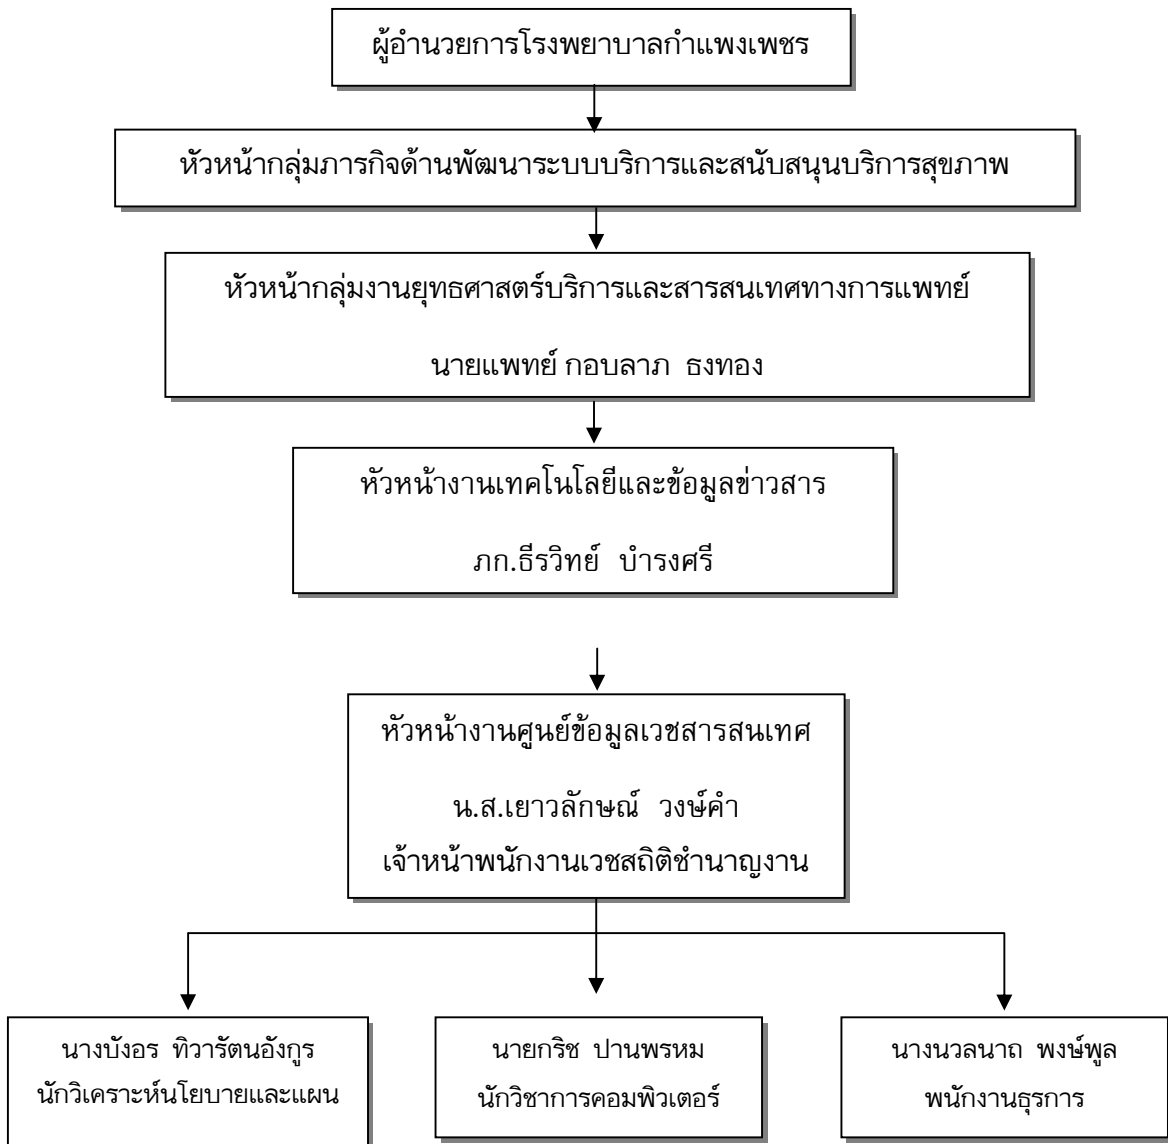 ผู้อำนวยการโรงพยาบาลกำแพงเพชร
หัวหน้ากลุ่มภารกิจด้านพัฒนาระบบบริการและสนับสนุนบริการสุขภาพ
หัวหน้ากลุ่มงานยุทธศาสตร์บริการและสารสนเทศทางการแพทย์
นายแพทย์ กอบลาภ ธงทอง
หัวหน้างานเทคโนโลยีและข้อมูลข่าวสาร
ภก.ธีรวิทย์ บำรงศรี
หัวหน้างานศูนย์ข้อมูลเวชสารสนเทศ
น.ส.เยาวลักษณ์ วงษ์คำ
เจ้าหน้าพนักงานเวชสถิติชำนาญงาน
นางบังอร ทิวารัตนอังกูร
นักวิเคราะห์นโยบายและแผน
นายกริช ปานพรหม
นักวิชาการคอมพิวเตอร์
นางนวลนาถ พงษ์พูล
พนักงานธุรการ